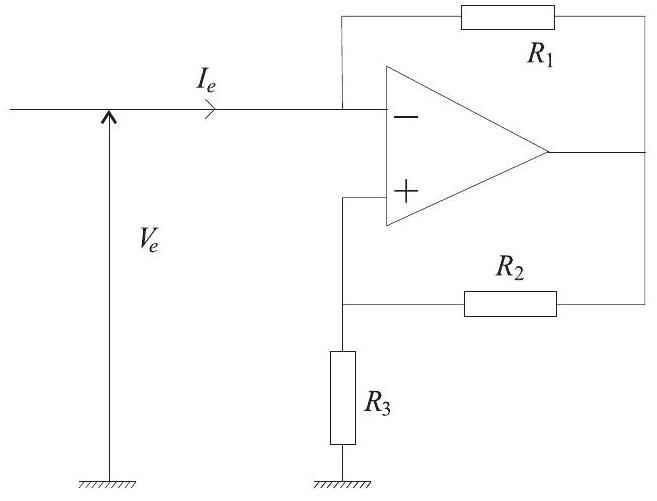 R₁
Iₑ
−
+
Vₑ
R₂
R₃